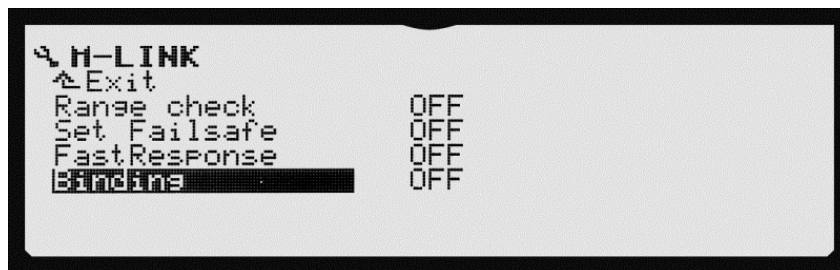 M-LINK
Exit
Range check OFF
Set Failsafe OFF
FastResponse OFF
Binding OFF